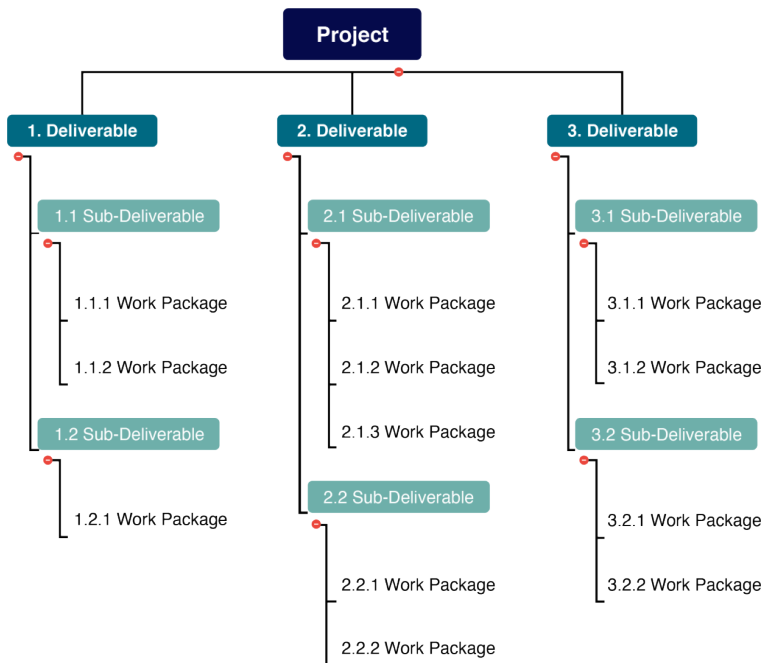 Project
1. Deliverable
1.1 Sub-Deliverable
1.1.1 Work Package
1.1.2 Work Package
1.2 Sub-Deliverable
1.2.1 Work Package
2. Deliverable
2.1 Sub-Deliverable
2.1.1 Work Package
2.1.2 Work Package
2.1.3 Work Package
2.2 Sub-Deliverable
2.2.1 Work Package
2.2.2 Work Package
3. Deliverable
3.1 Sub-Deliverable
3.1.1 Work Package
3.1.2 Work Package
3.2 Sub-Deliverable
3.2.1 Work Package
3.2.2 Work Package